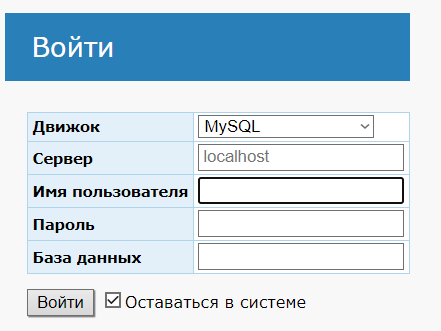 Войти
Движок MySQL
Сервер localhost
Имя пользователя
Пароль
База данных
Войти Оставаться в системе